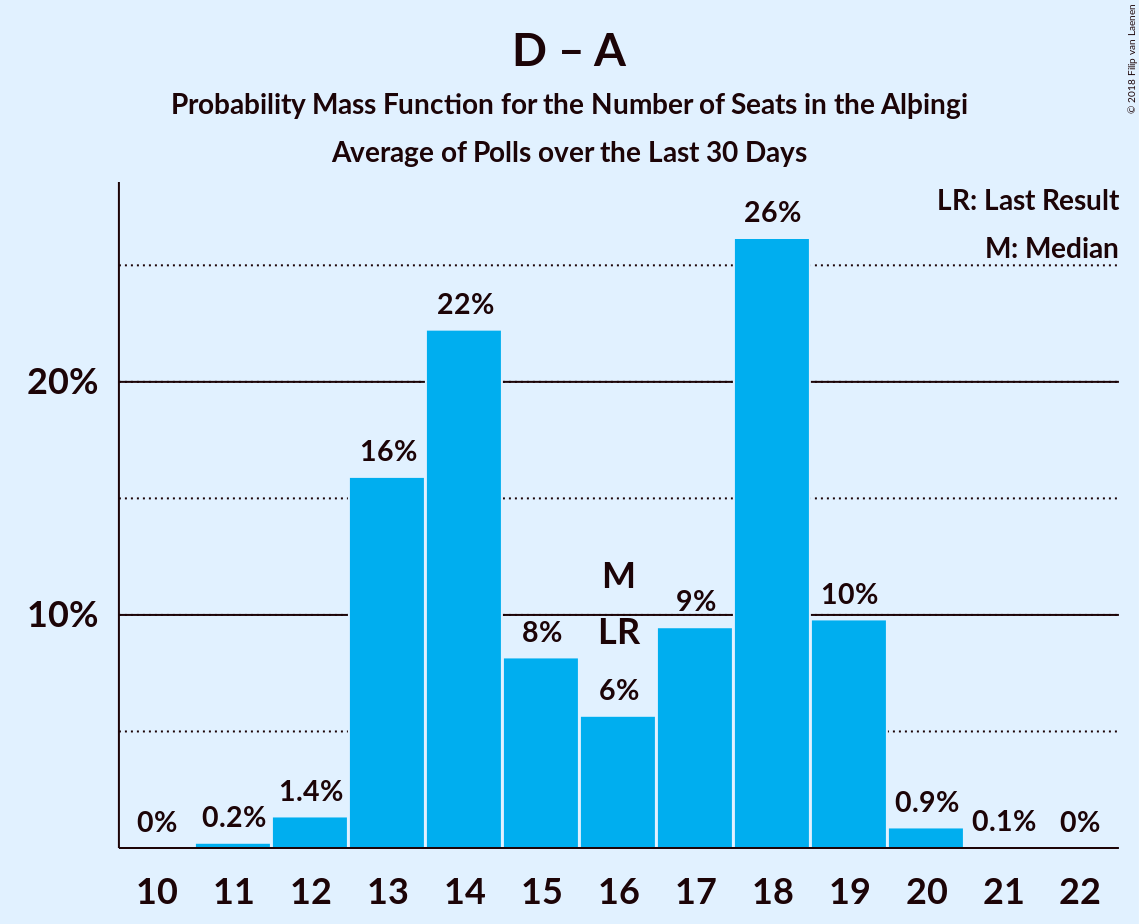 D – A
Probability Mass Function for the Number of Seats in the Alþingi
Average of Polls over the Last 30 Days
© 2018 Filip van Laenen
LR: Last Result
M: Median
26%
22%
20%
16%
M
10%
9%
10%
8%
LR
6%
1.4%
0.9%
0%
0.2%
0.1%
0%
10 11 12 13 14 15 16 17 18 19 20 21 22